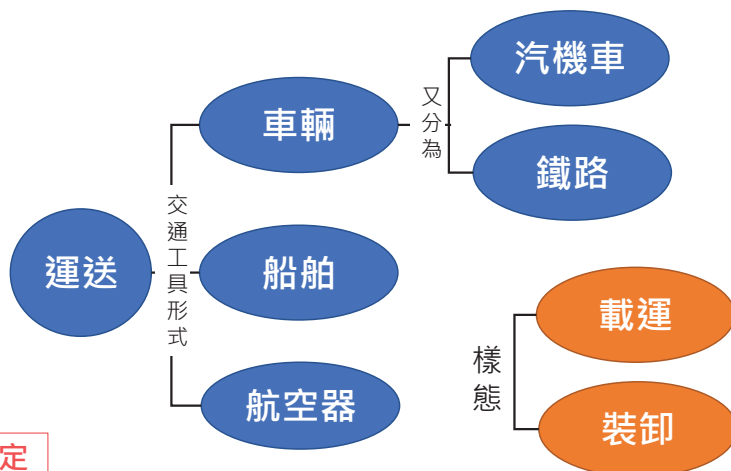 運送
交通工具形式
車輛
船舶
航空器
又分為
汽機車
鐵路
樣態
載運
裝卸
定